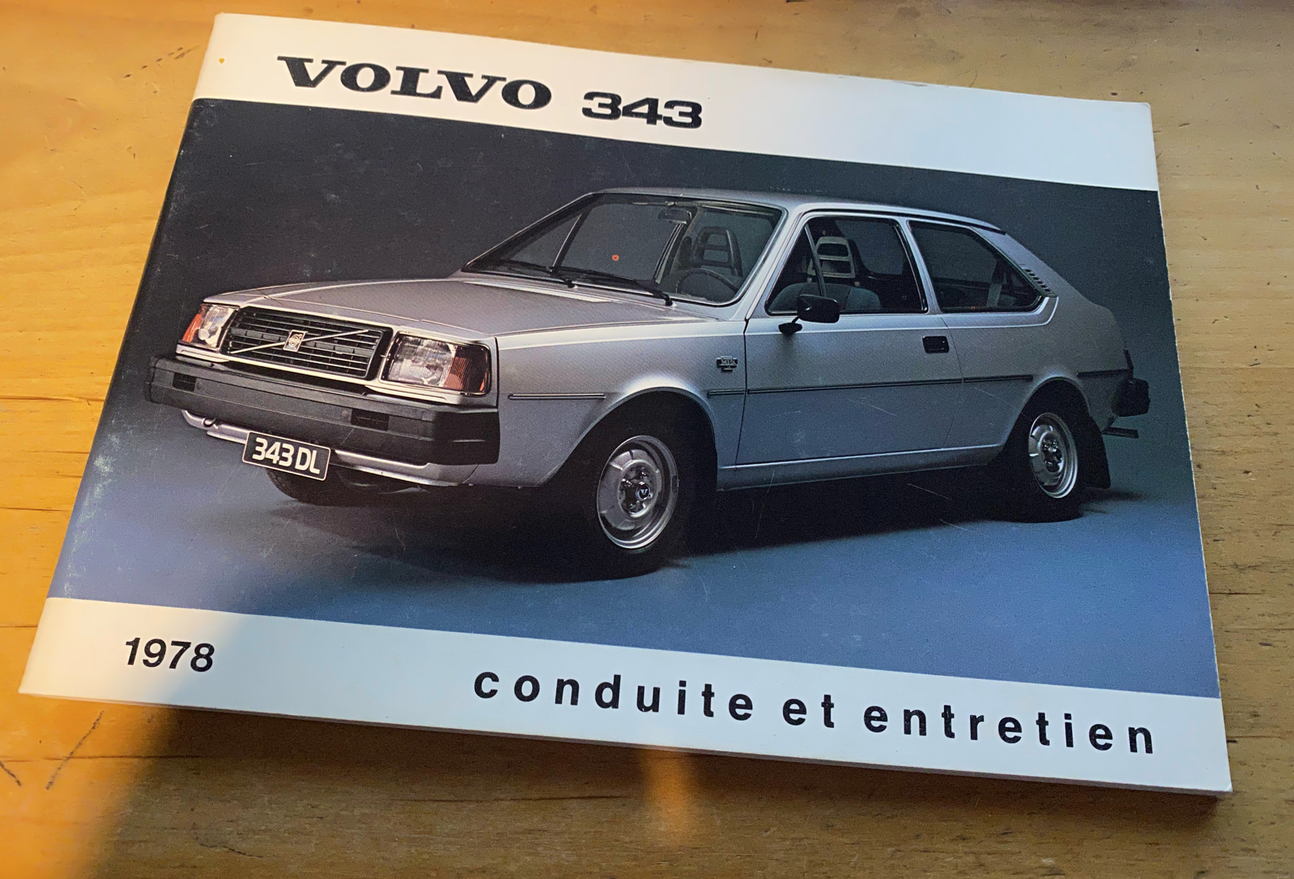 VOLVO 343
343 DL
1978
conduite et entretien